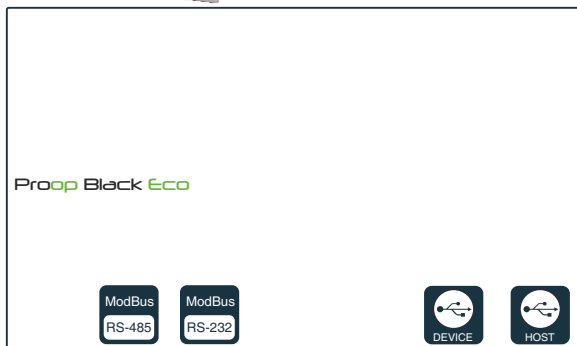 Proop Black Eco
ModBus
RS-485
ModBus
RS-232
DEVICE
HOST